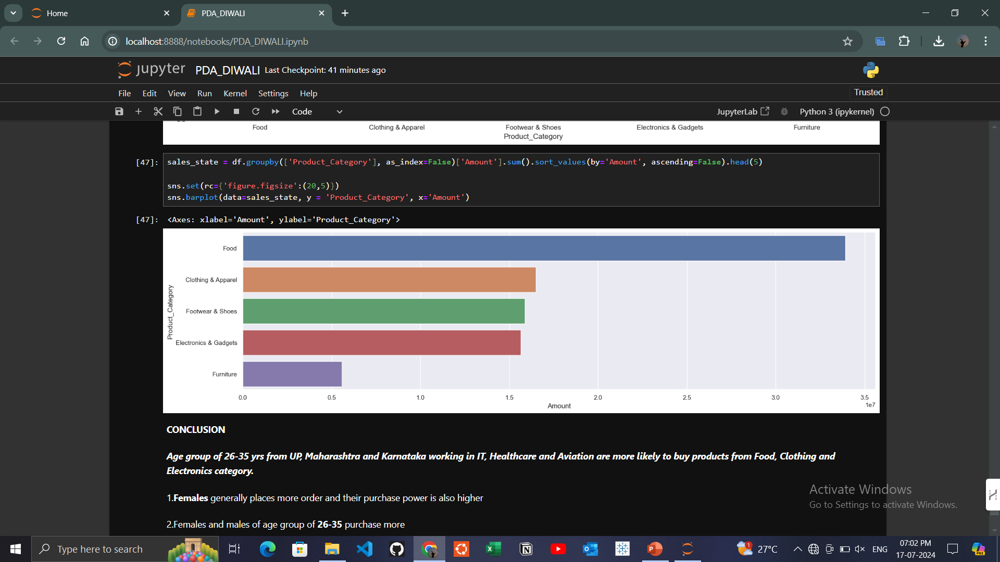 Home
PDA_DIWALI
localhost:8888/notebooks/PDA_DIWALI.ipynb
jupyter PDA_DIWALI Last Checkpoint: 41 minutes ago
File Edit View Run Kernel Settings Help Trusted
Code JupyterLab Python 3 (ipykernel)
Food Clothing & Apparel Footwear & Shoes Electronics & Gadgets Furniture
Product_Category
[47]: sales_state = df.groupby(['Product_Category'], as_index=False)['Amount'].sum().sort_values(by='Amount', ascending=False).head(5)
sns.set(rc={'figure.figsize':(20,5)})
sns.barplot(data=sales_state, y = 'Product_Category', x='Amount')
[47]: <Axes: xlabel='Amount', ylabel='Product_Category'>
Product_Category
Food
Clothing & Apparel
Footwear & Shoes
Electronics & Gadgets
Furniture
0.0 0.5 1.0 1.5 2.0 2.5 3.0 3.5
1e7
Amount
CONCLUSION
Age group of 26-35 yrs from UP, Maharashtra and Karnataka working in IT, Healthcare and Aviation are more likely to buy products from Food, Clothing and
Electronics category.
1.Females generally places more order and their purchase power is also higher
2.Females and males of age group of 26-35 purchase more
Activate Windows
Go to Settings to activate Windows.
Type here to search
1
27°C
ENG
07:02 PM
17-07-2024
PRE